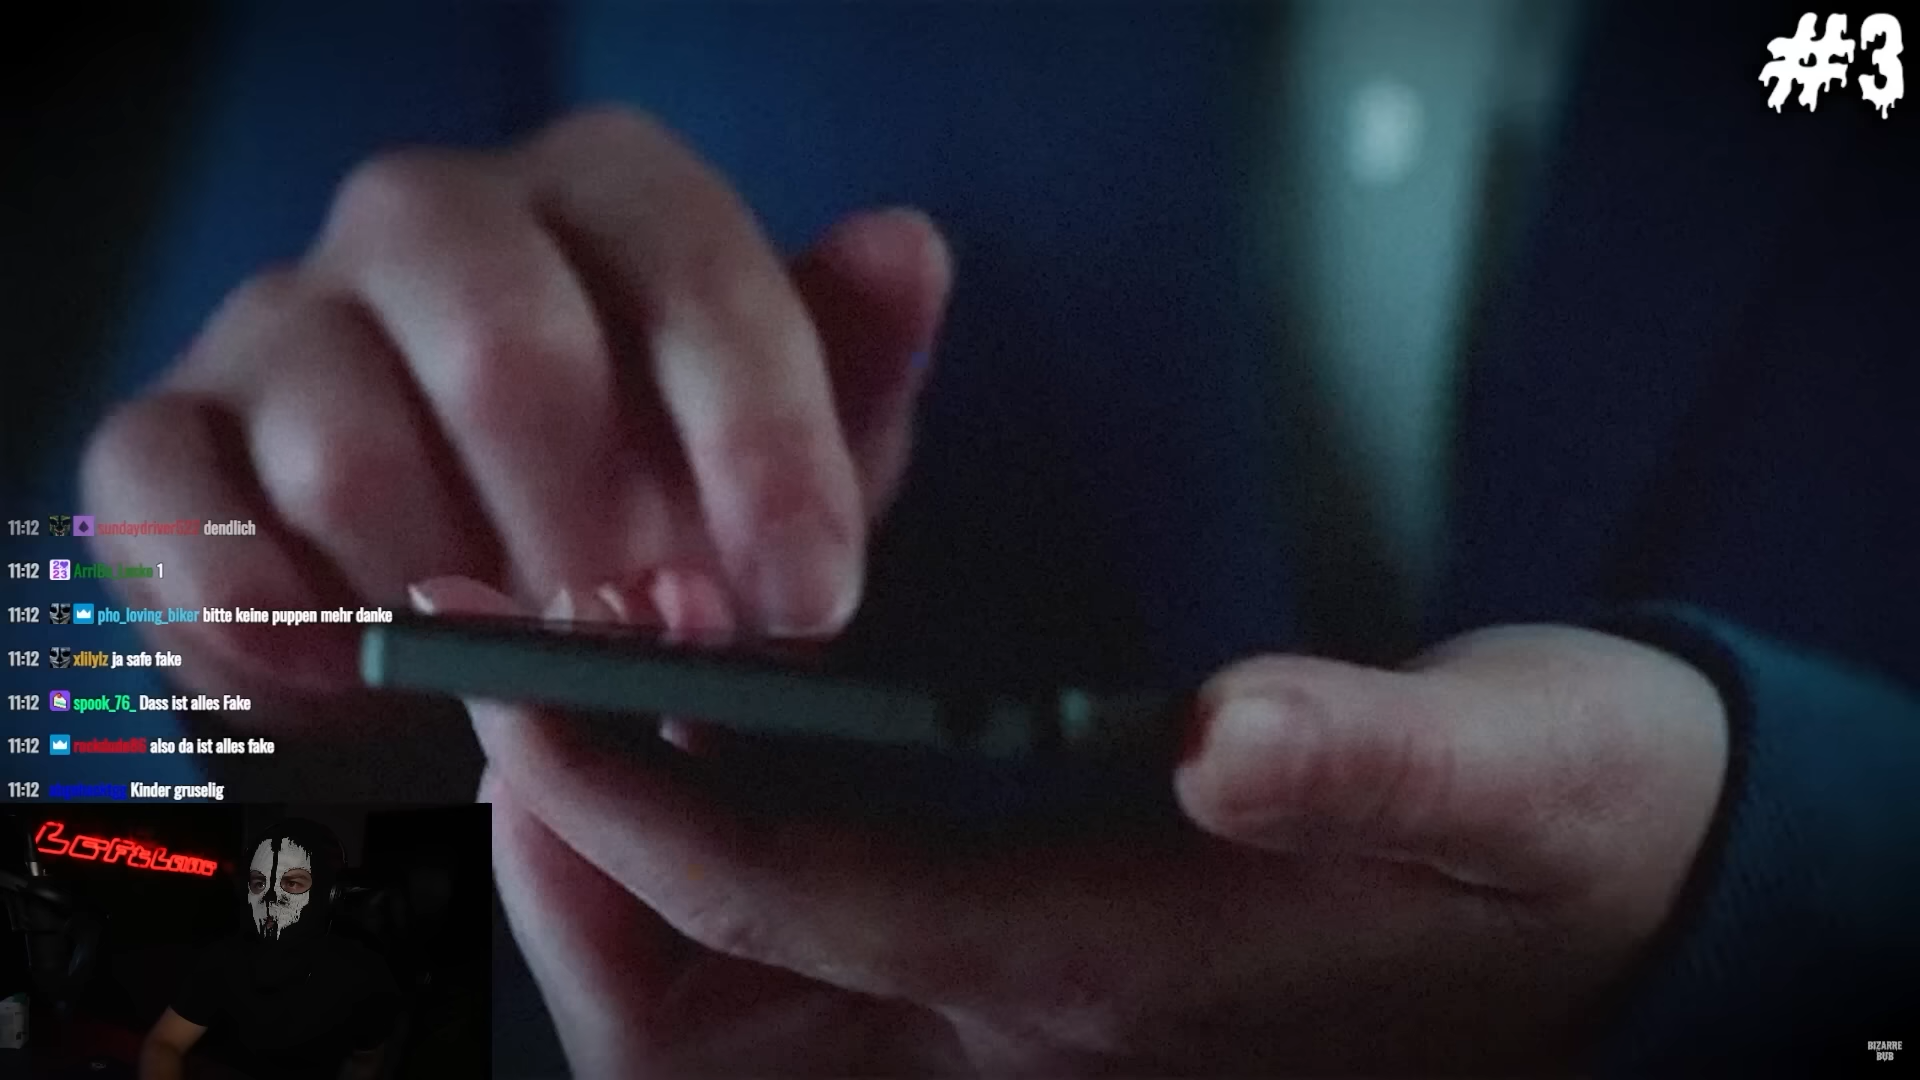 #3
11:12 sundaydriver522 dendlich
11:12 1
11:12 pho_loving_biker bitte keine puppen mehr danke
11:12 xlilylz ja safe fake
11:12 spook_76_ Dass ist alles Fake
11:12 also da ist alles fake
11:12 Kinder gruselig
BIZARRE
BUB